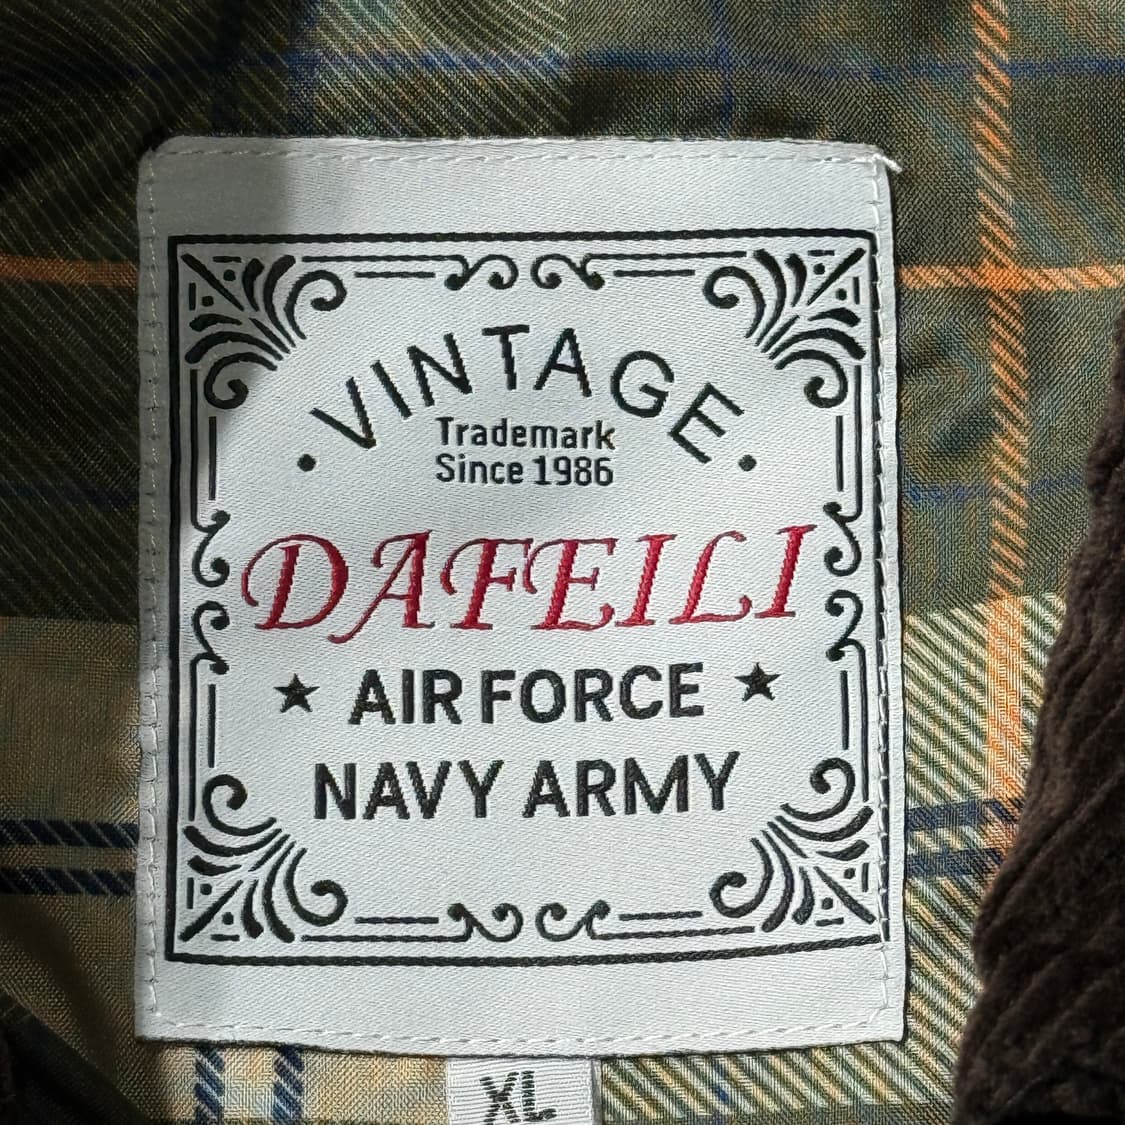 VINTAGE
Trademark
Since 1986
DAFEILI
AIR FORCE
NAVY ARMY
XL